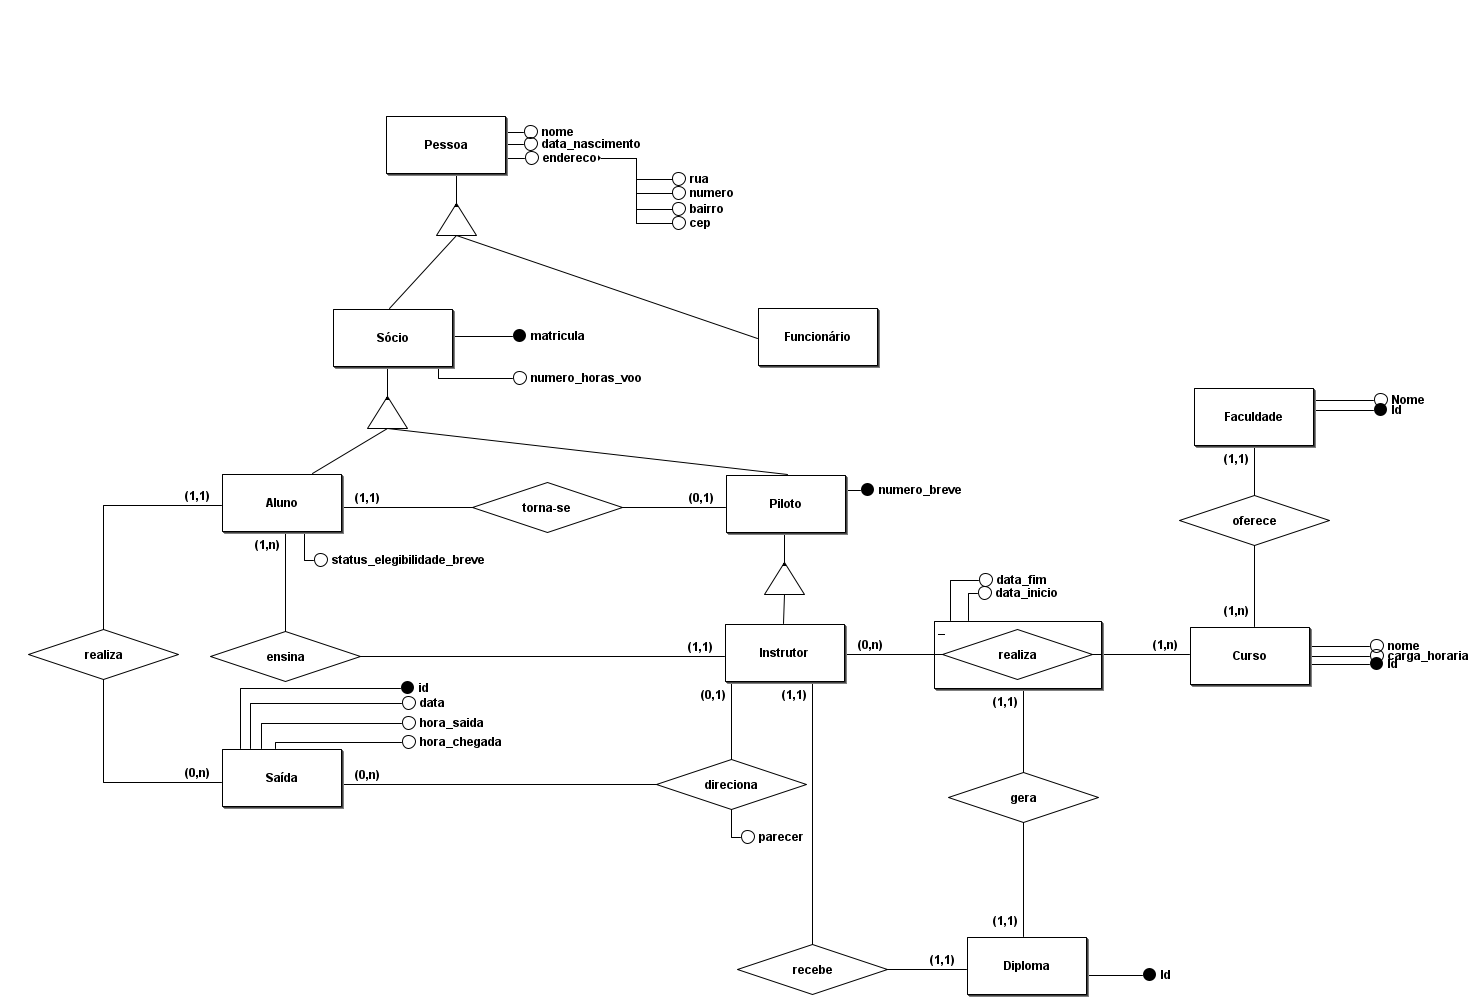 Pessoa
nome
data_nascimento
endereco
rua
numero
bairro
cep
Sócio
matricula
numero_horas_voo
Funcionário
Faculdade
Nome
Id
(1,1)
oferece
(1,n)
Aluno
(1,1)
(1,1)
torna-se
(0,1)
Piloto
numero_breve
(1,n)
status_elegibilidade_breve
realiza
ensina
(1,1)
Instrutor
(0,n)
data_fim
data_inicio
realiza
(1,n)
Curso
nome
carga_horaria
Id
id
data
hora_saida
hora_chegada
(0,n)
Saída
(0,n)
(0,1)
direciona
parecer
(1,1)
(1,1)
gera
(1,1)
recebe
(1,1)
Diploma
Id